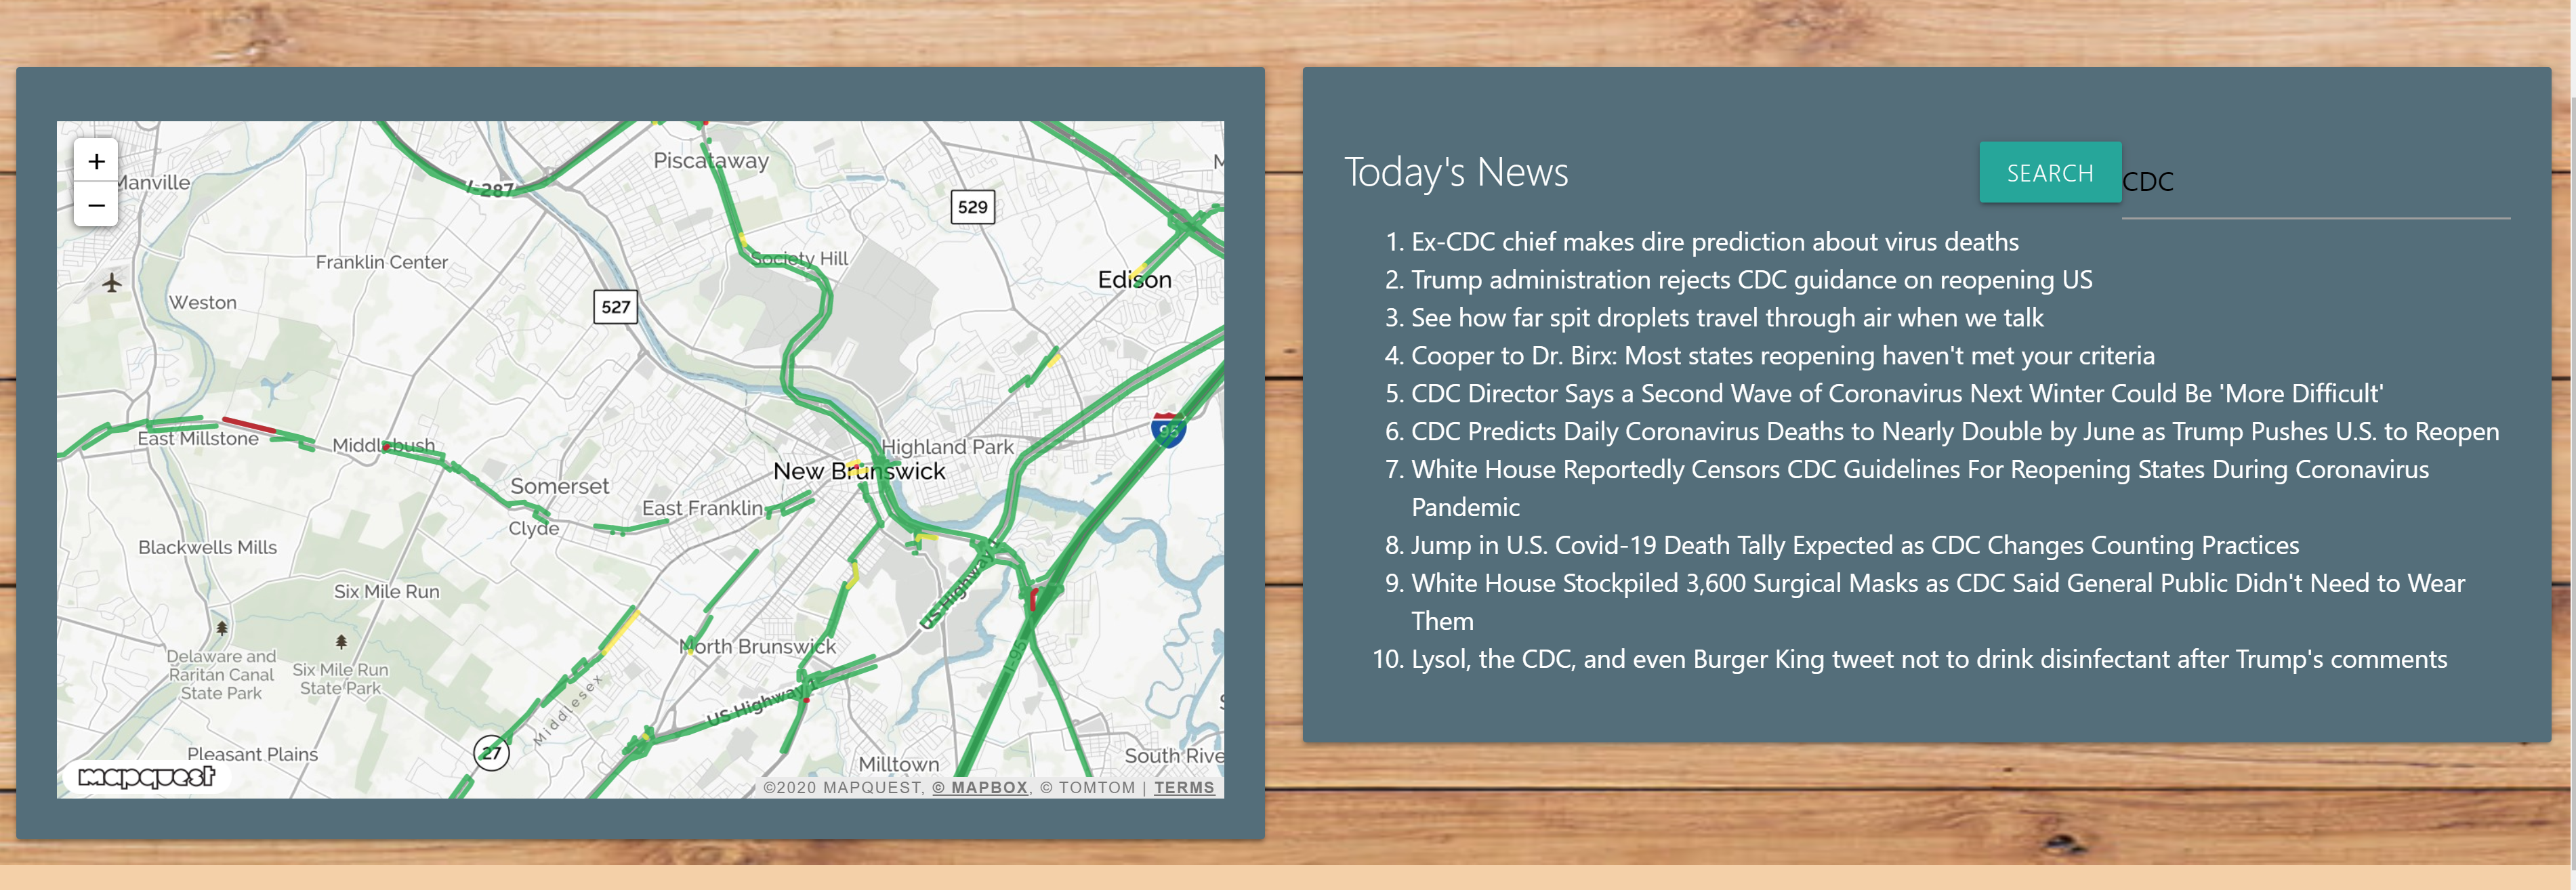 +
−
Manville
I-287
Piscataway
529
Society Hill
Edison
Franklin Center
Weston
527
East Millstone
Middlebush
Highland Park
95
New Brunswick
Somerset
East Franklin
Clyde
Blackwells Mills
Six Mile Run
US Highway 1
North Brunswick
I-95
Delaware and
Raritan Canal
State Park
Six Mile Run
State Park
Middlesex
US Highway 1
27
Pleasant Plains
Milltown
South Rive
mapquest
©2020 MAPQUEST, © MAPBOX, © TOMTOM | TERMS
Today's News
SEARCH
CDC
1. Ex-CDC chief makes dire prediction about virus deaths
2. Trump administration rejects CDC guidance on reopening US
3. See how far spit droplets travel through air when we talk
4. Cooper to Dr. Birx: Most states reopening haven't met your criteria
5. CDC Director Says a Second Wave of Coronavirus Next Winter Could Be 'More Difficult'
6. CDC Predicts Daily Coronavirus Deaths to Nearly Double by June as Trump Pushes U.S. to Reopen
7. White House Reportedly Censors CDC Guidelines For Reopening States During Coronavirus
Pandemic
8. Jump in U.S. Covid-19 Death Tally Expected as CDC Changes Counting Practices
9. White House Stockpiled 3,600 Surgical Masks as CDC Said General Public Didn't Need to Wear
Them
10. Lysol, the CDC, and even Burger King tweet not to drink disinfectant after Trump's comments